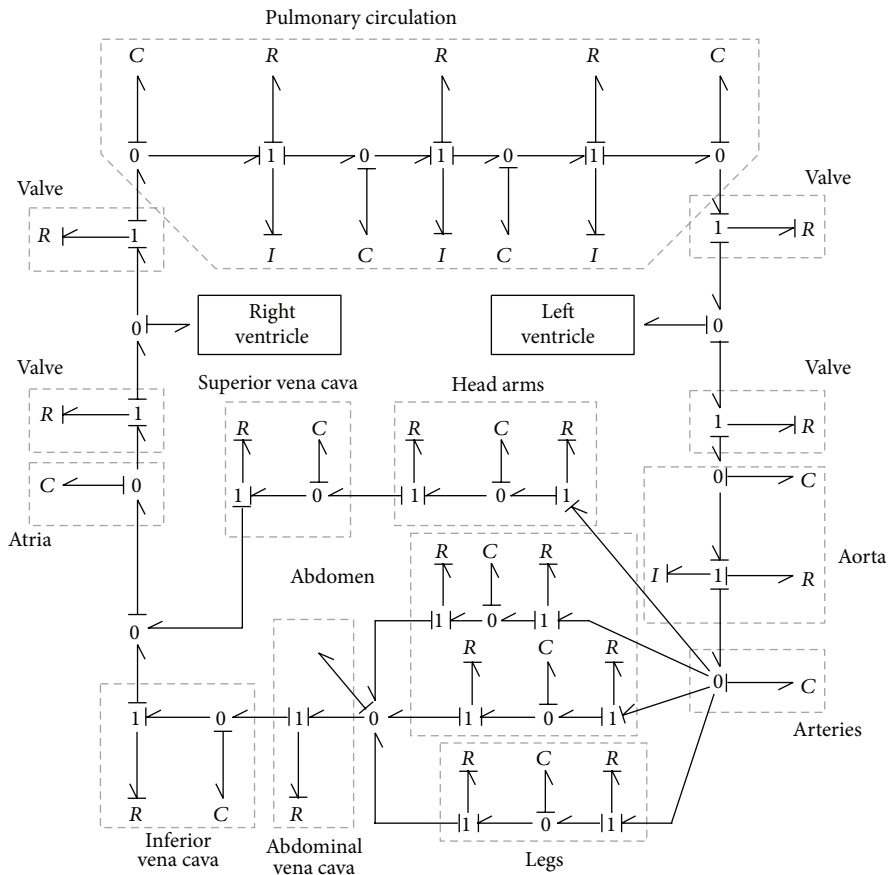 Pulmonary circulation
C R R R C
0 1 0 1 0 1 0
Valve Valve
R 1 1 R
I C I C I
Right ventricle
Left ventricle
0 0
Valve Superior vena cava Head arms Valve
R 1 R C R C R 1 R
C 0 1 0 1 0 1 0 C
Atria
Abdomen R C R I 1 R Aorta
0 1 0 1
R C R 0 C
1 0 1 0 1 0 1 Arteries
R C R C R
R C R
1 0 1
Inferior vena cava
Abdominal vena cava
Legs